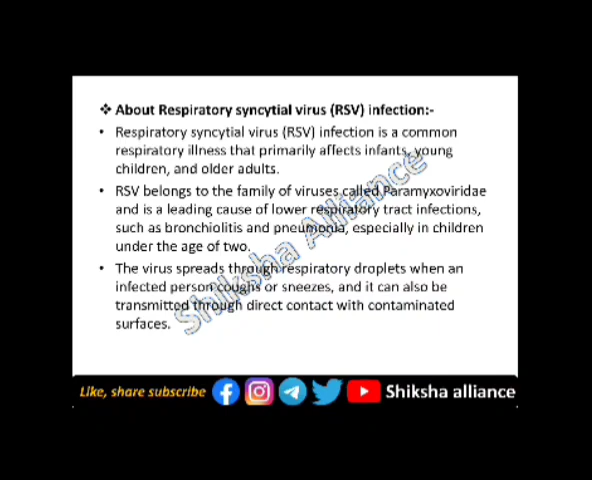 ❖ About Respiratory syncytial virus (RSV) infection:-
• Respiratory syncytial virus (RSV) infection is a common
respiratory illness that primarily affects infants, young
children, and older adults.
• RSV belongs to the family of viruses called Paramyxoviridae
and is a leading cause of lower respiratory tract infections,
such as bronchiolitis and pneumonia, especially in children
under the age of two.
• The virus spreads through respiratory droplets when an
infected person coughs or sneezes, and it can also be
transmitted through direct contact with contaminated
surfaces.
Shiksha Alliance
Like, share subscribe Shiksha alliance